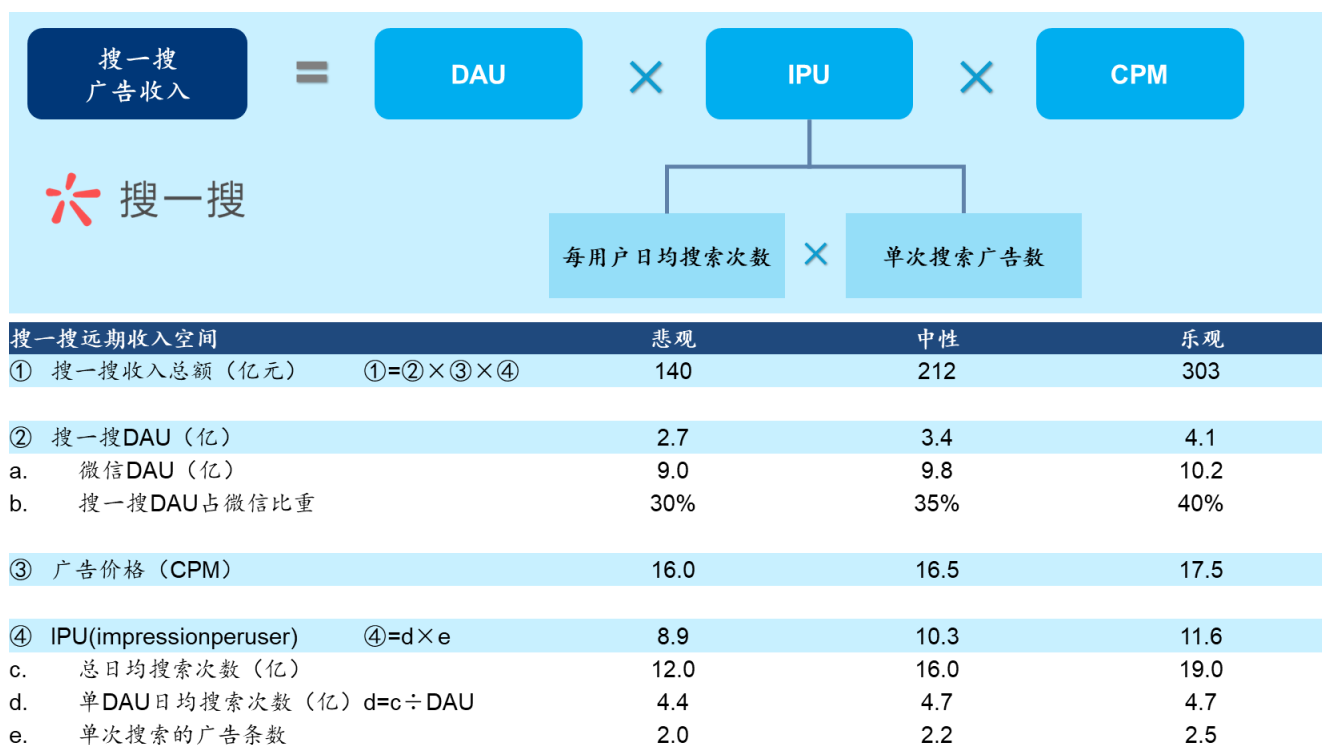 搜一搜
广告收入
=
DAU
×
IPU
×
CPM
搜一搜
每用户日均搜索次数 × 单次搜索广告数
搜一搜远期收入空间 悲观 中性 乐观
① 搜一搜收入总额（亿元） ①=②×③×④ 140 212 303
② 搜一搜DAU（亿） 2.7 3.4 4.1
a. 微信DAU（亿） 9.0 9.8 10.2
b. 搜一搜DAU占微信比重 30% 35% 40%
③ 广告价格（CPM） 16.0 16.5 17.5
④ IPU(impressionperuser) ④=d×e 8.9 10.3 11.6
c. 总日均搜索次数（亿） 12.0 16.0 19.0
d. 单DAU日均搜索次数（亿）d=c÷DAU 4.4 4.7 4.7
e. 单次搜索的广告条数 2.0 2.2 2.5